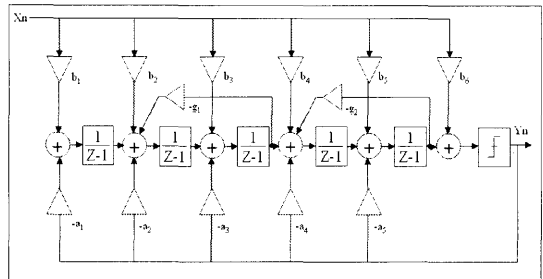 Xn
b1 b2 b3 b4 b5 b6
-g1 -g2
Yn
1 1 1 1 1
Z-1 Z-1 Z-1 Z-1 Z-1
+ + + + + +
-a1 -a2 -a3 -a4 -a5